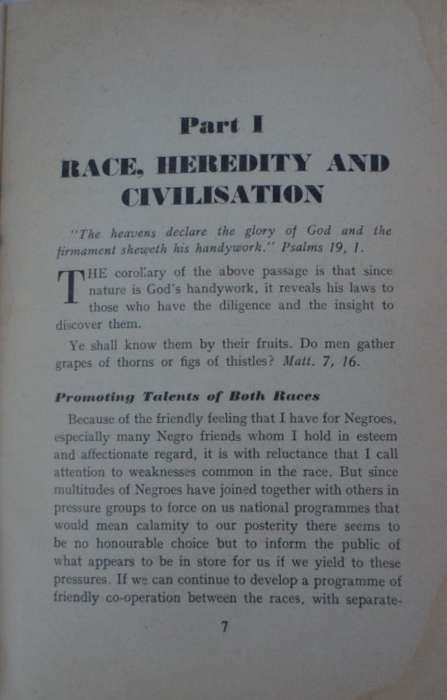 Part I
RACE, HEREDITY AND
CIVILISATION
"The heavens declare the glory of God and the
firmament sheweth his handywork." Psalms 19, 1.
THE corollary of the above passage is that since
nature is God's handywork, it reveals his laws to
those who have the diligence and the insight to
discover them.
Ye shall know them by their fruits. Do men gather
grapes of thorns or figs of thistles? Matt. 7, 16.
Promoting Talents of Both Races
Because of the friendly feeling that I have for Negroes,
especially many Negro friends whom I hold in esteem
and affectionate regard, it is with reluctance that I call
attention to weaknesses common in the race. But since
multitudes of Negroes have joined together with others in
pressure groups to force on us national programmes that
would mean calamity to our posterity there seems to
be no honourable choice but to inform the public of
what appears to be in store for us if we yield to these
pressures. If we can continue to develop a programme of
friendly co-operation between the races, with separate-
7